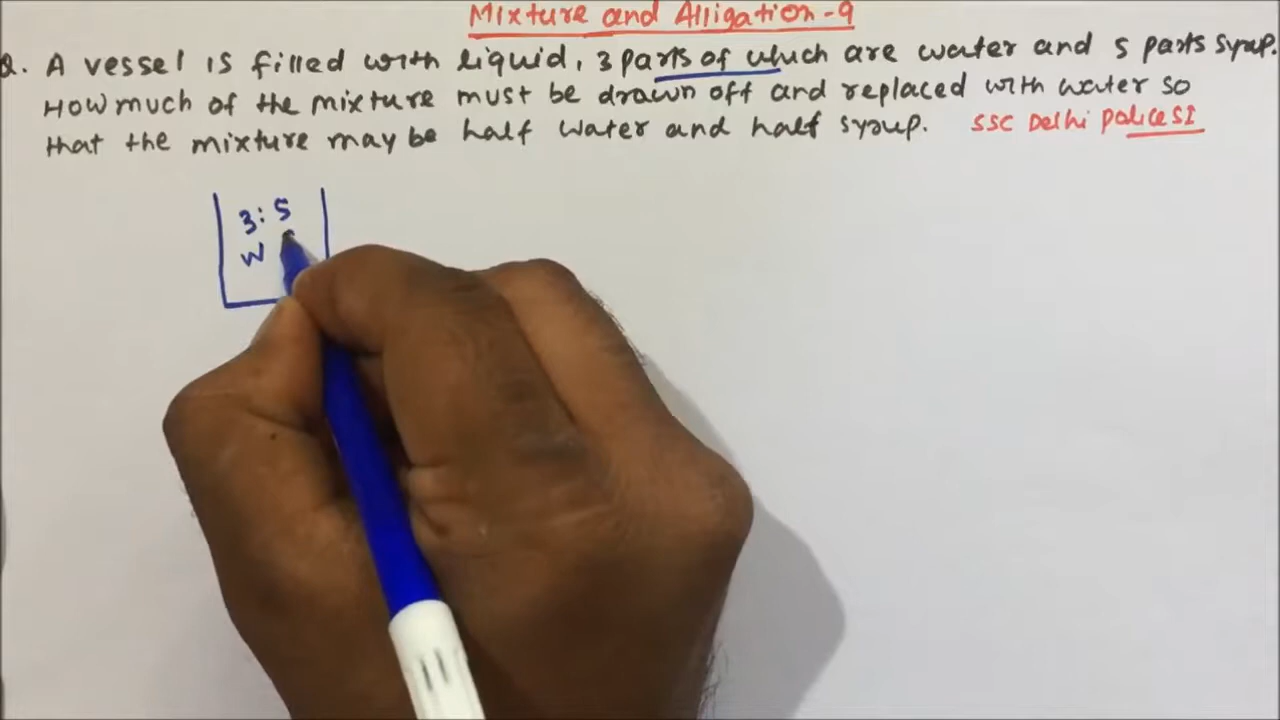 Mixture and Alligation-9
Q. A vessel is filled with liquid, 3 parts of which are water and 5 parts syrup.
How much of the mixture must be drawn off and replaced with water so
that the mixture may be half water and half syrup. SSC Delhi police SI
3:5
W